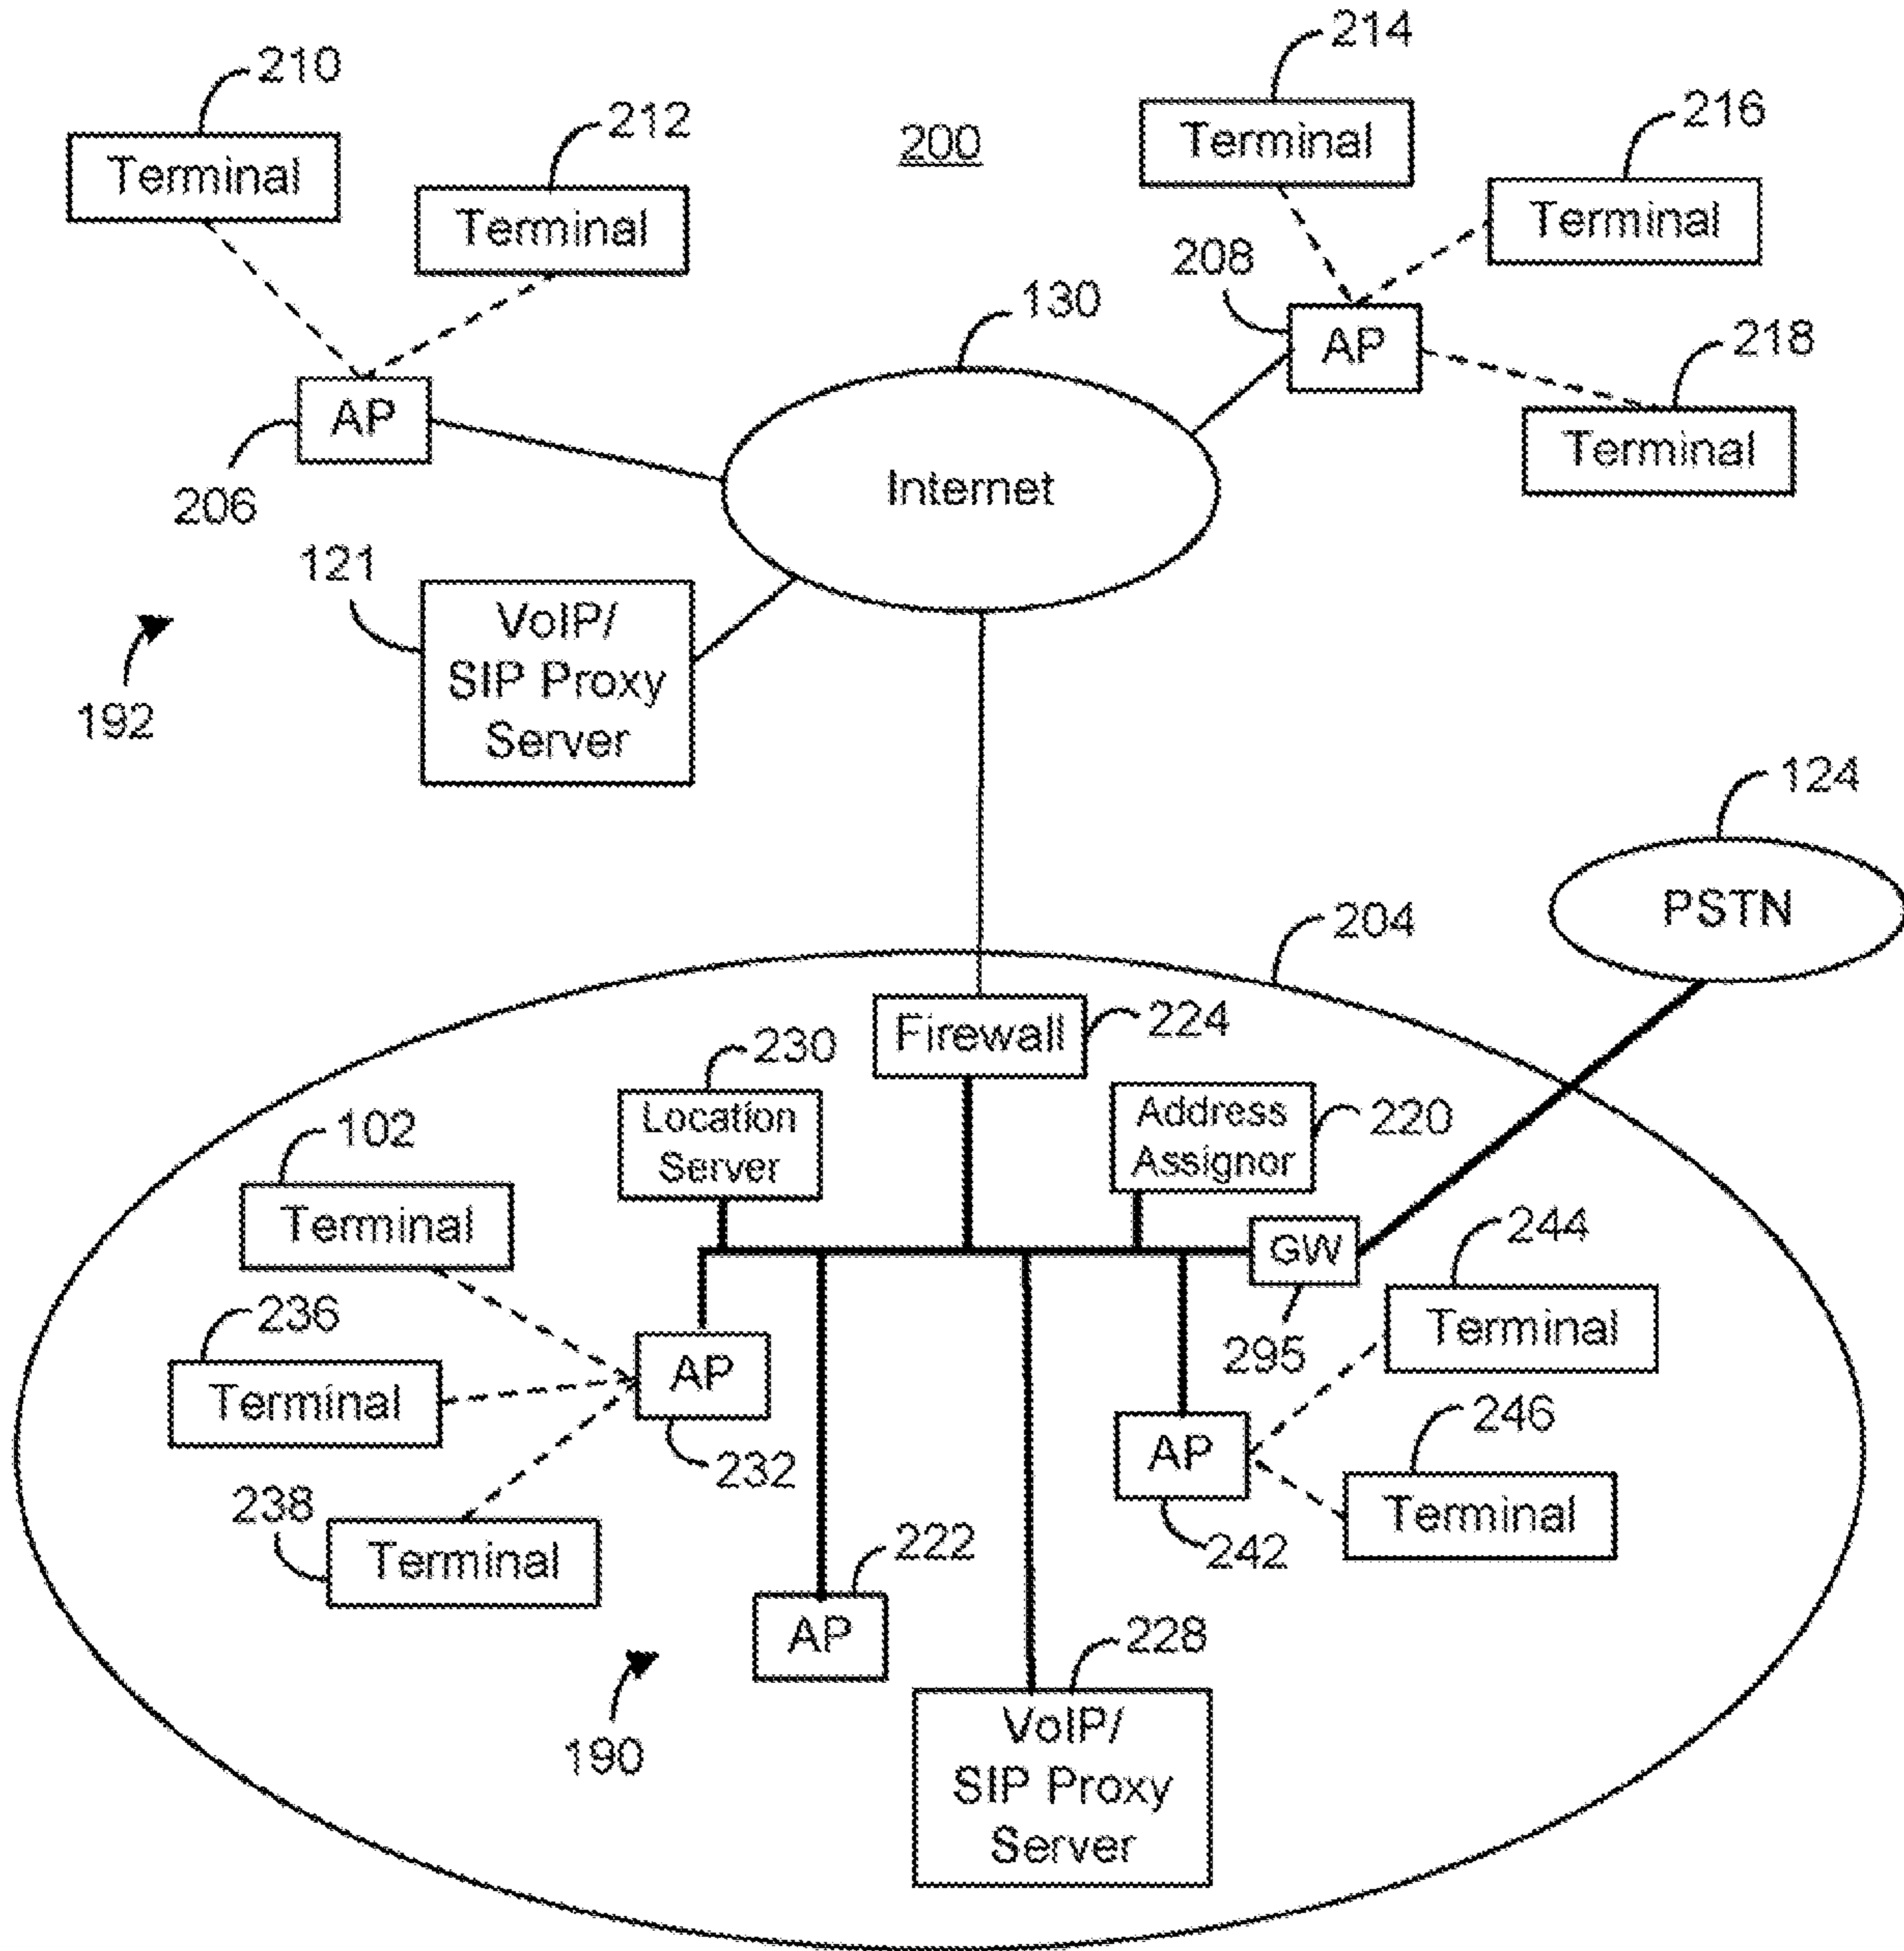 214
210
Terminal
216
212
200
Terminal
Terminal
Terminal
Terminal
208
130
AP
218
AP
Terminal
Internet
206
121
VoIP/
SIP Proxy
Server
192
124
PSTN
204
Firewall
224
230
Location
Server
Address
Assignor
220
102
Terminal
GW
244
236
Terminal
295
AP
Terminal
246
232
AP
Terminal
238
242
Terminal
222
AP
228
190
VoIP/
SIP Proxy
Server